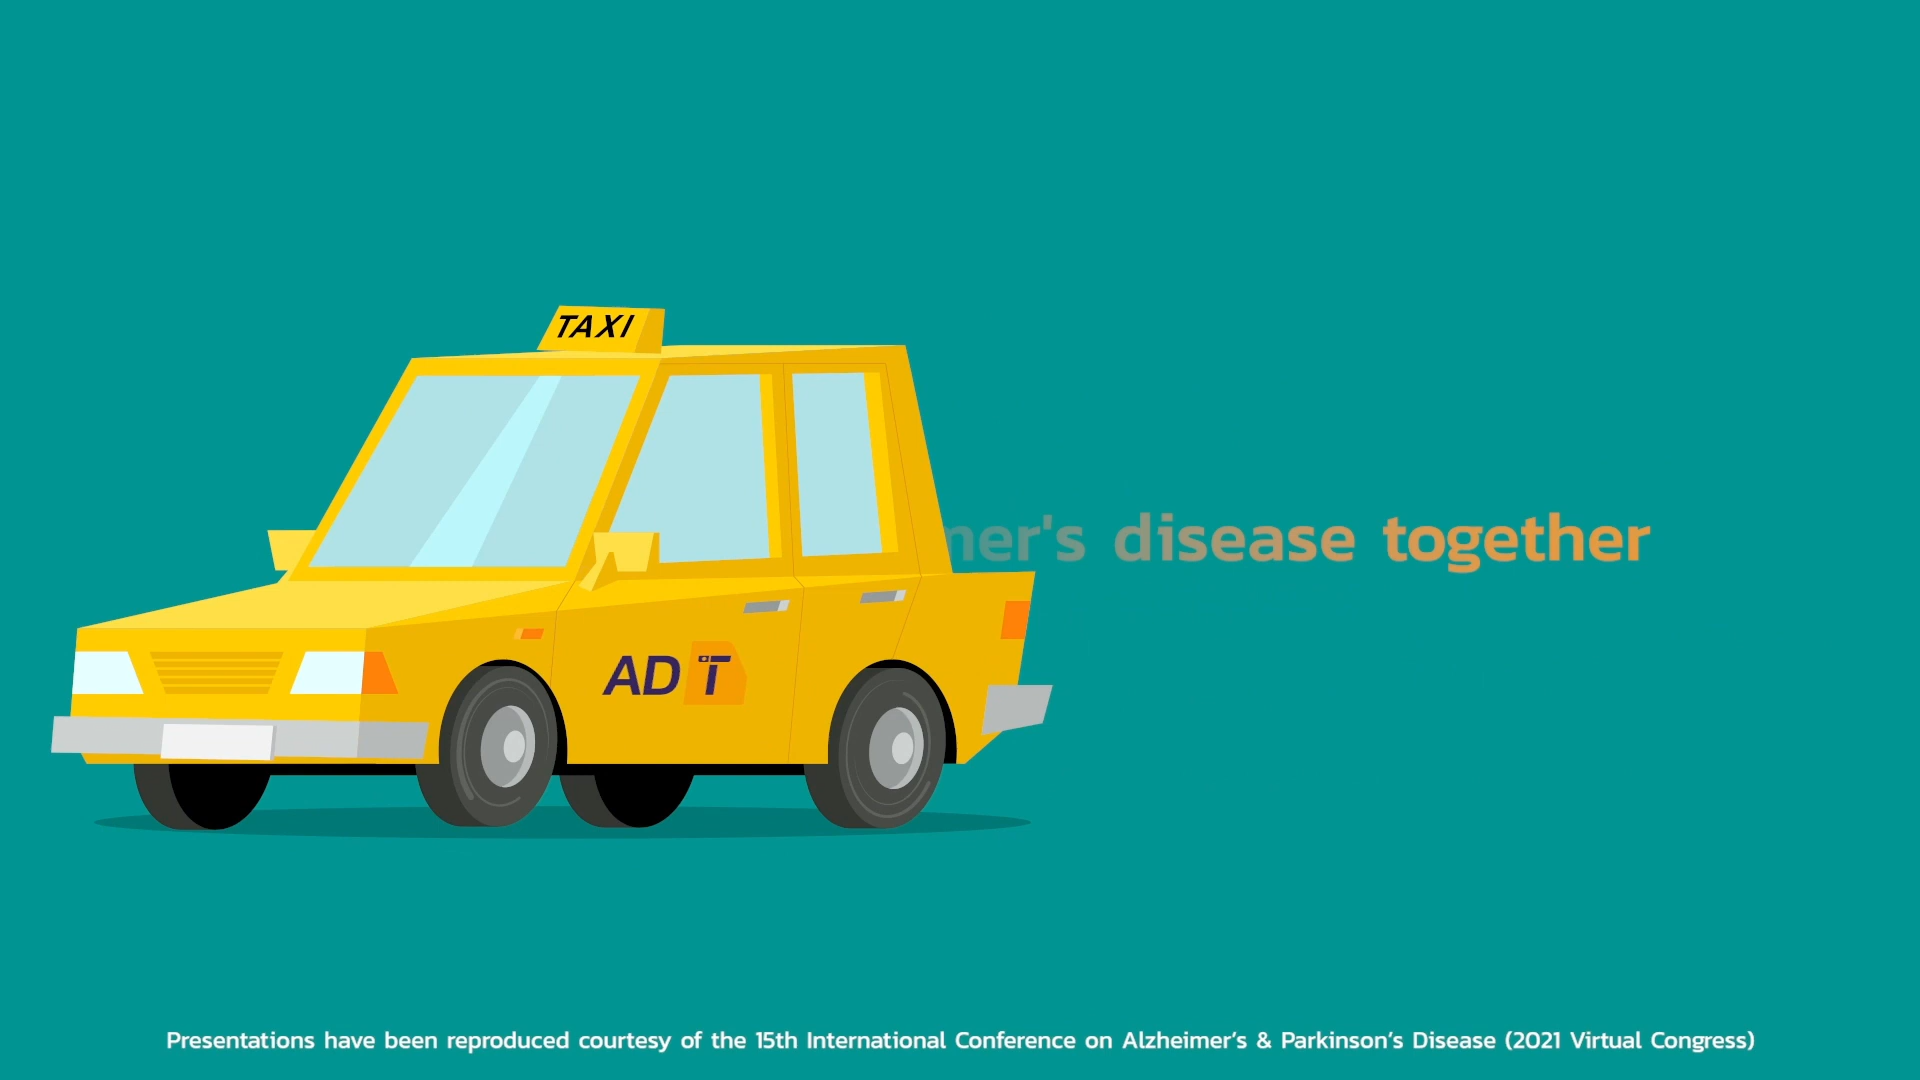 TAXI
disease together
AD T
Presentations have been reproduced courtesy of the 15th International Conference on Alzheimer’s & Parkinson’s Disease (2021 Virtual Congress)